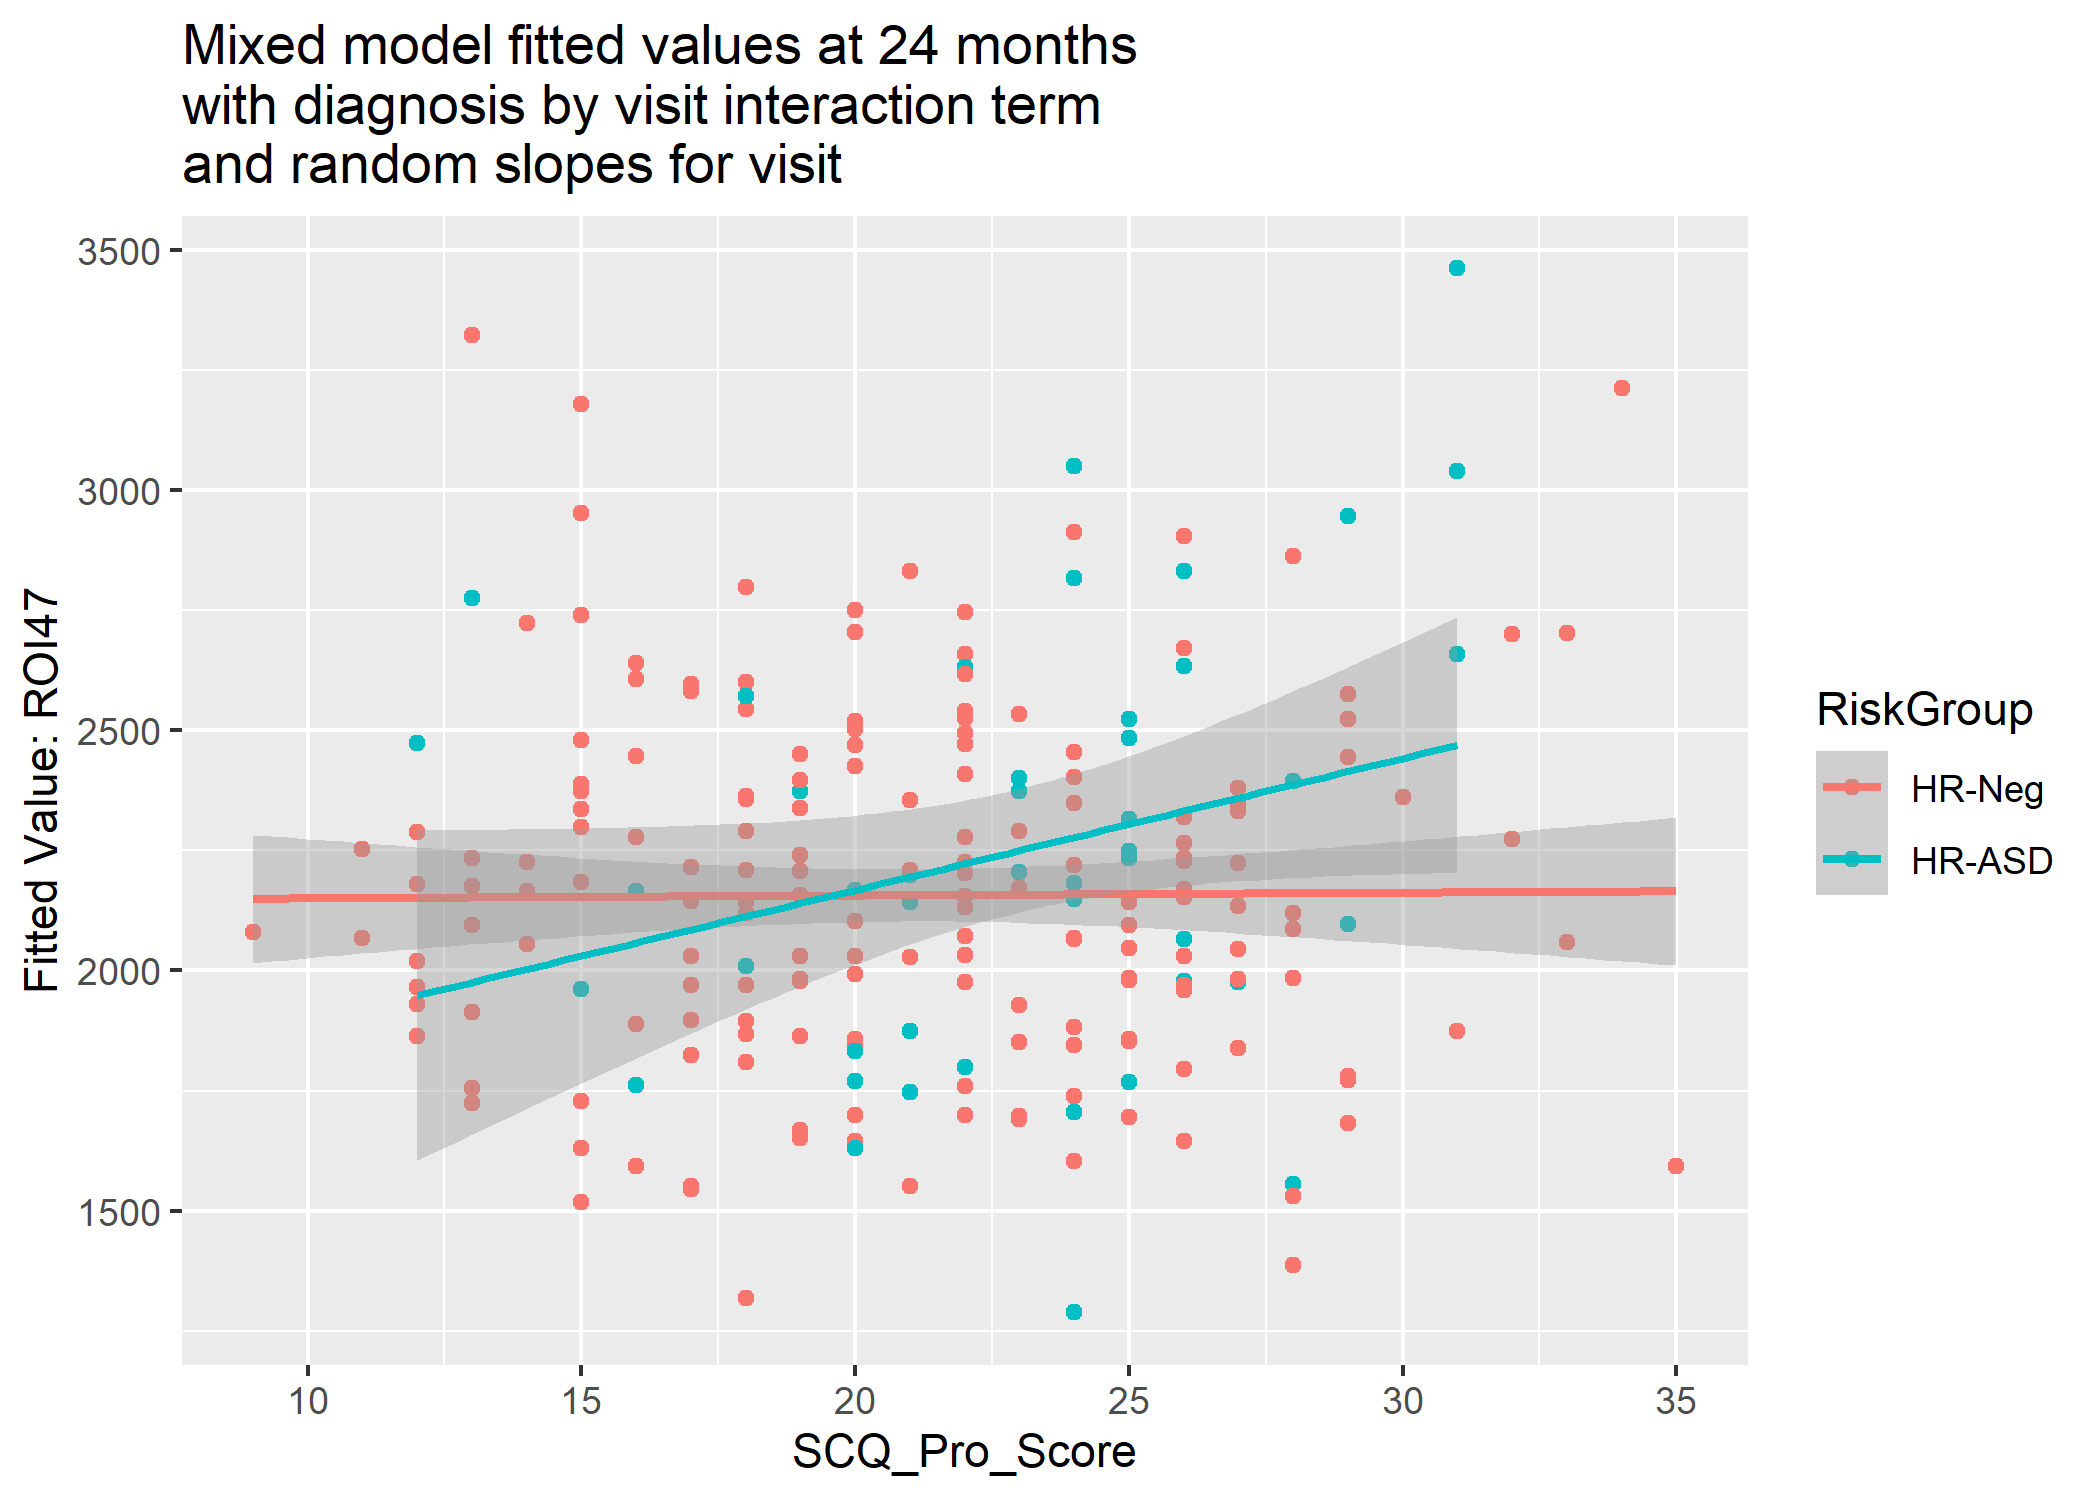 Mixed model fitted values at 24 months
with diagnosis by visit interaction term
and random slopes for visit
Fitted Value: ROI47
3500
3000
2500
2000
1500
10 15 20 25 30 35
SCQ_Pro_Score
RiskGroup
HR-Neg
HR-ASD